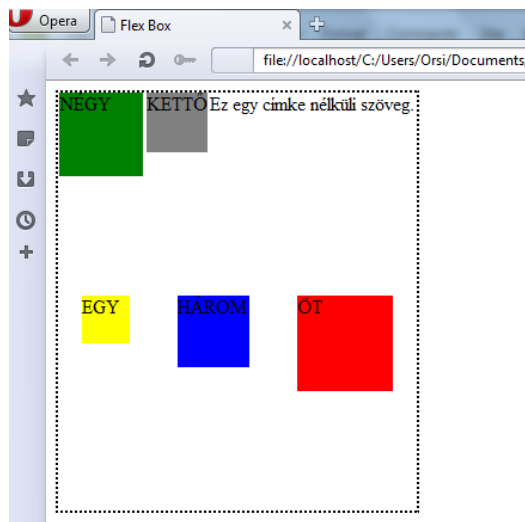 Opera
Flex Box
file://localhost/C:/Users/Orsi/Documents
NÉGY KETTŐ Ez egy címke nélküli szöveg.
EGY HÁROM ÖT